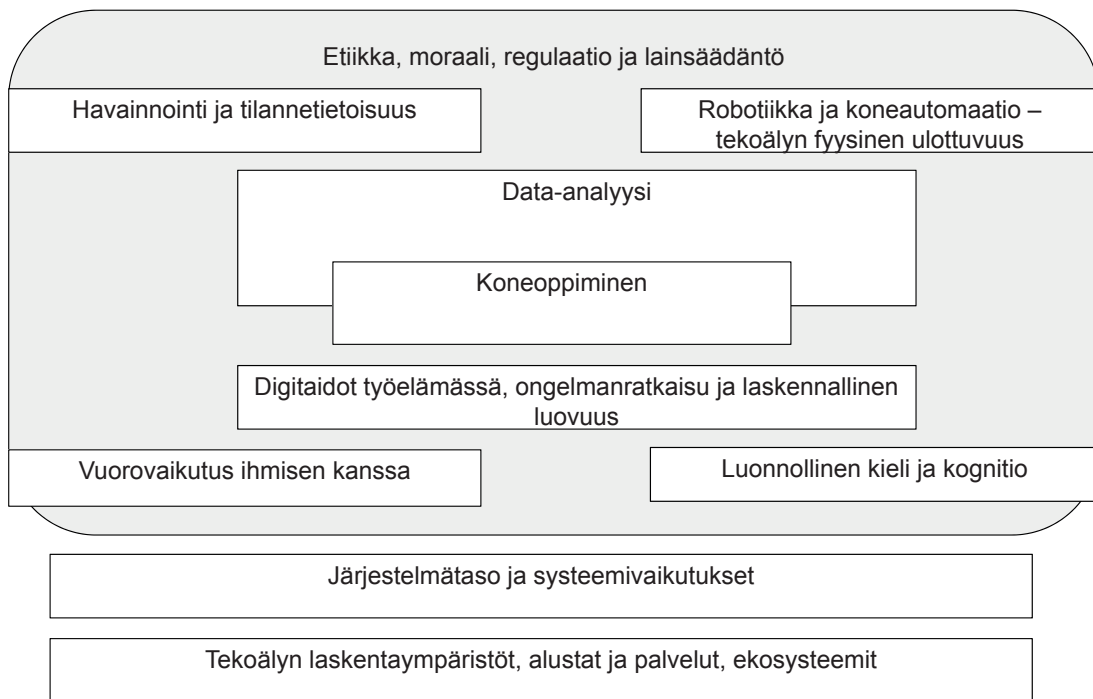 Etiikka, moraali, regulaatio ja lainsäädäntö
Havainnointi ja tilannetietoisuus
Robotiikka ja koneautomaatio –
tekoälyn fyysinen ulottuvuus
Data-analyysi
Koneoppiminen
Digitaidot työelämässä, ongelmanratkaisu ja laskennallinen
luovuus
Vuorovaikutus ihmisen kanssa
Luonnollinen kieli ja kognitio
Järjestelmätaso ja systeemivaikutukset
Tekoälyn laskentaympäristöt, alustat ja palvelut, ekosysteemit